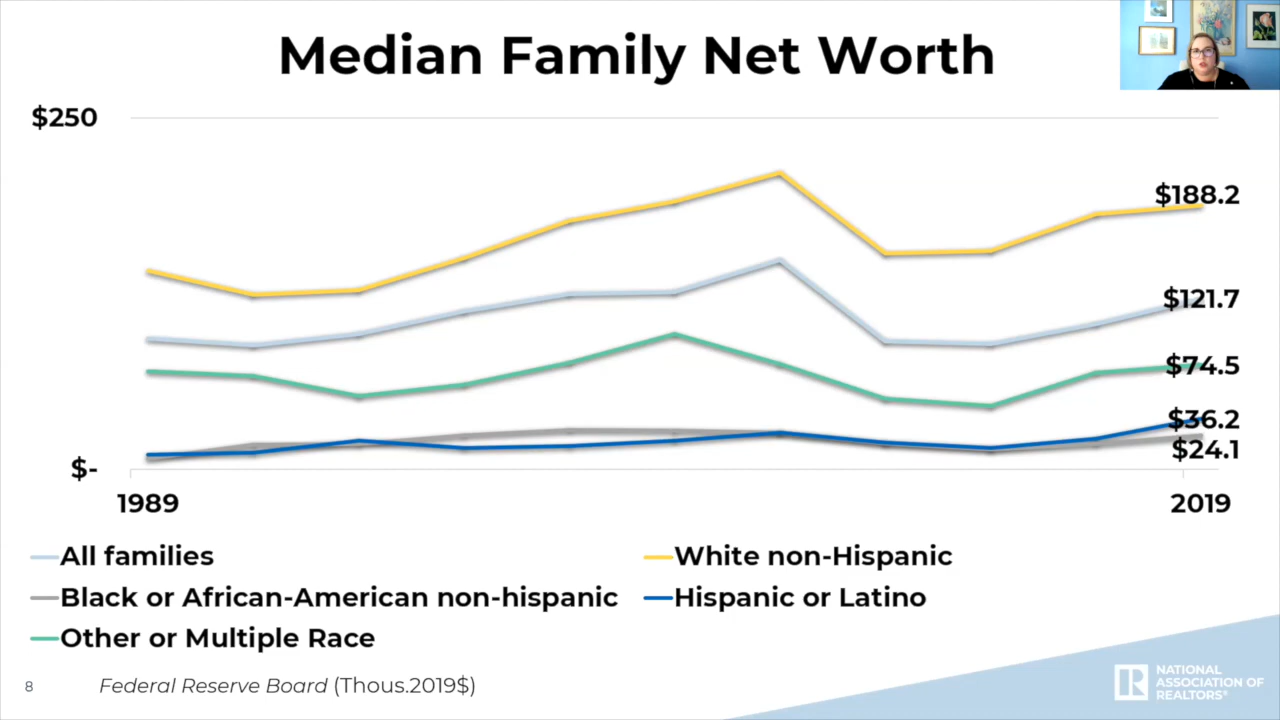 Median Family Net Worth
$250
$188.2
$121.7
$74.5
$36.2
$24.1
$-
1989
2019
All families
White non-Hispanic
Black or African-American non-hispanic
Hispanic or Latino
Other or Multiple Race
8
Federal Reserve Board (Thous.2019$)
NATIONAL
ASSOCIATION OF
REALTORS®